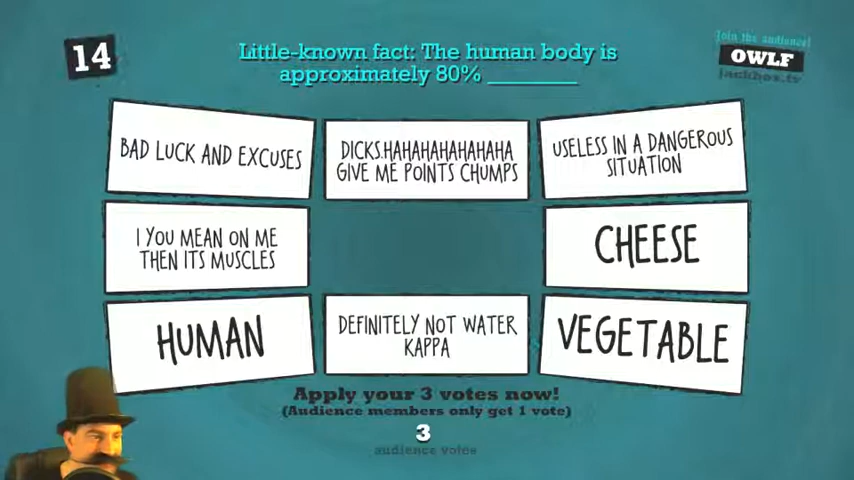 14
Little-known fact: The human body is
approximately 80% ________
Join the audience!
OWLF
jackbox.tv
BAD LUCK AND EXCUSES
DICKS.HAHAHAHAHAHAHA
GIVE ME POINTS CHUMPS
USELESS IN A DANGEROUS
SITUATION
I YOU MEAN ON ME
THEN ITS MUSCLES
CHEESE
HUMAN
DEFINITELY NOT WATER
KAPPA
VEGETABLE
Apply your 3 votes now!
(Audience members only get 1 vote)
3
audience votes